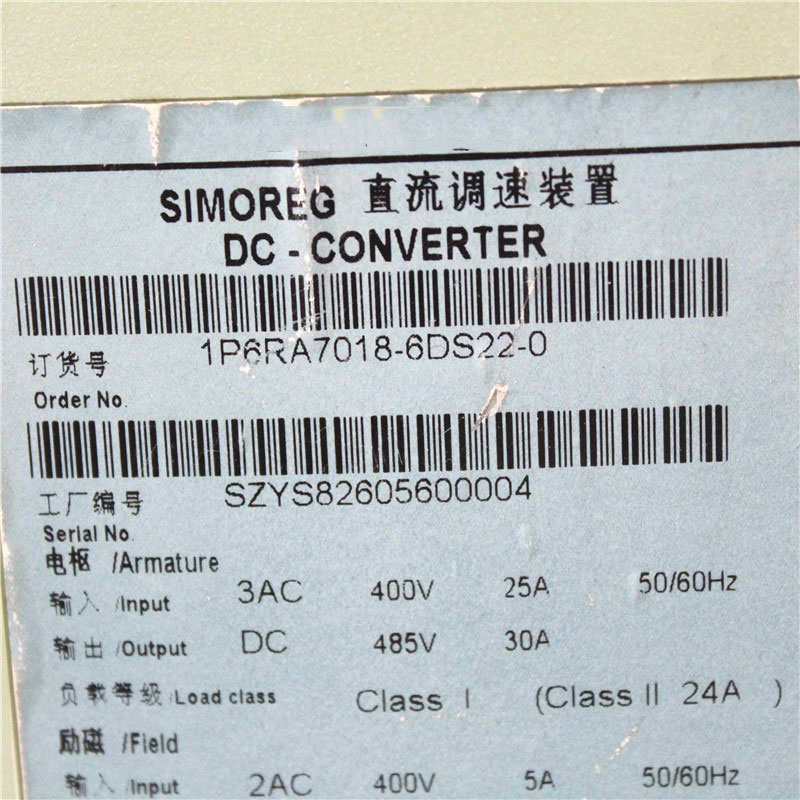 SIMOREG 直流调速装置
DC - CONVERTER
订货号 1P6RA7018-6DS22-0
Order No.
工厂编号 SZYS82605600004
Serial No.
电枢 /Armature
输入 /Input 3AC 400V 25A 50/60Hz
输出 /Output DC 485V 30A
负载等级/Load class Class I (Class II 24A )
励磁 /Field
输入 /Input 2AC 400V 5A 50/60Hz